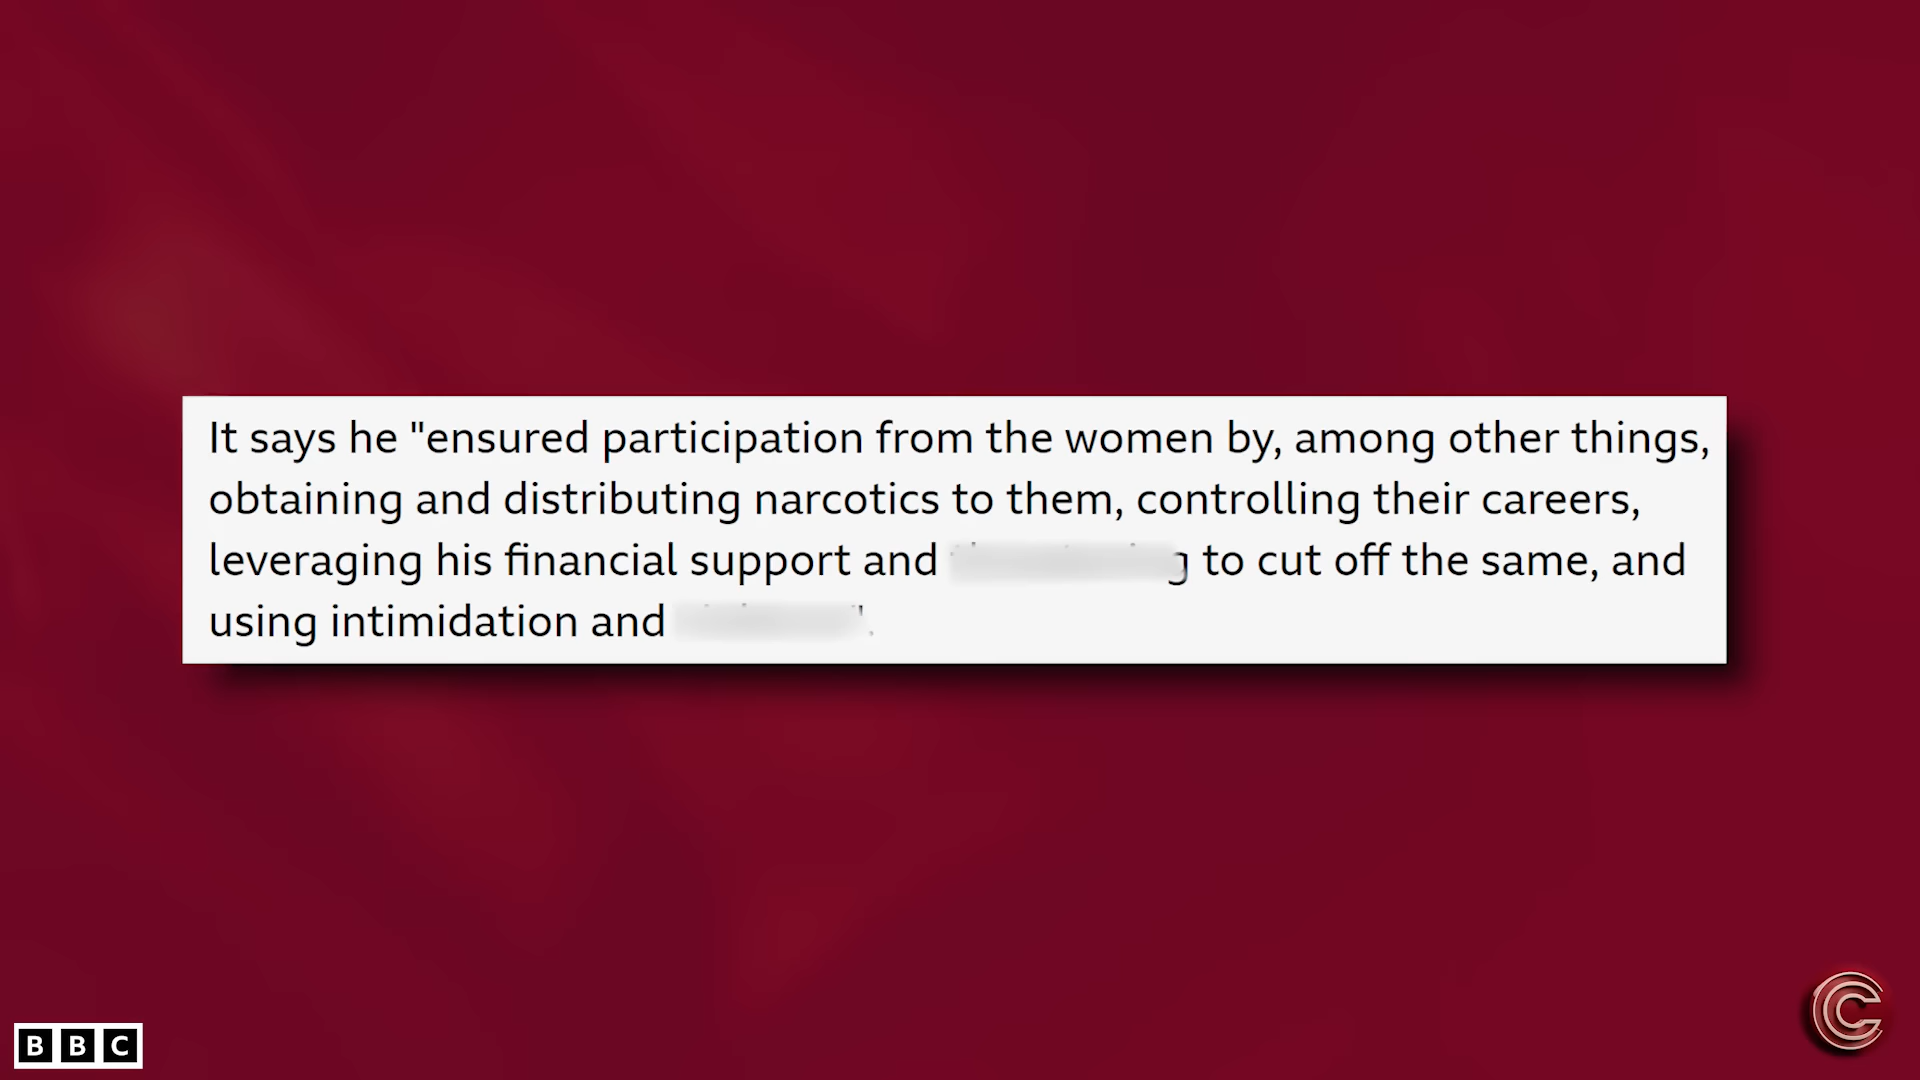 It says he "ensured participation from the women by, among other things,
obtaining and distributing narcotics to them, controlling their careers,
leveraging his financial support and to cut off the same, and
using intimidation and
BBC